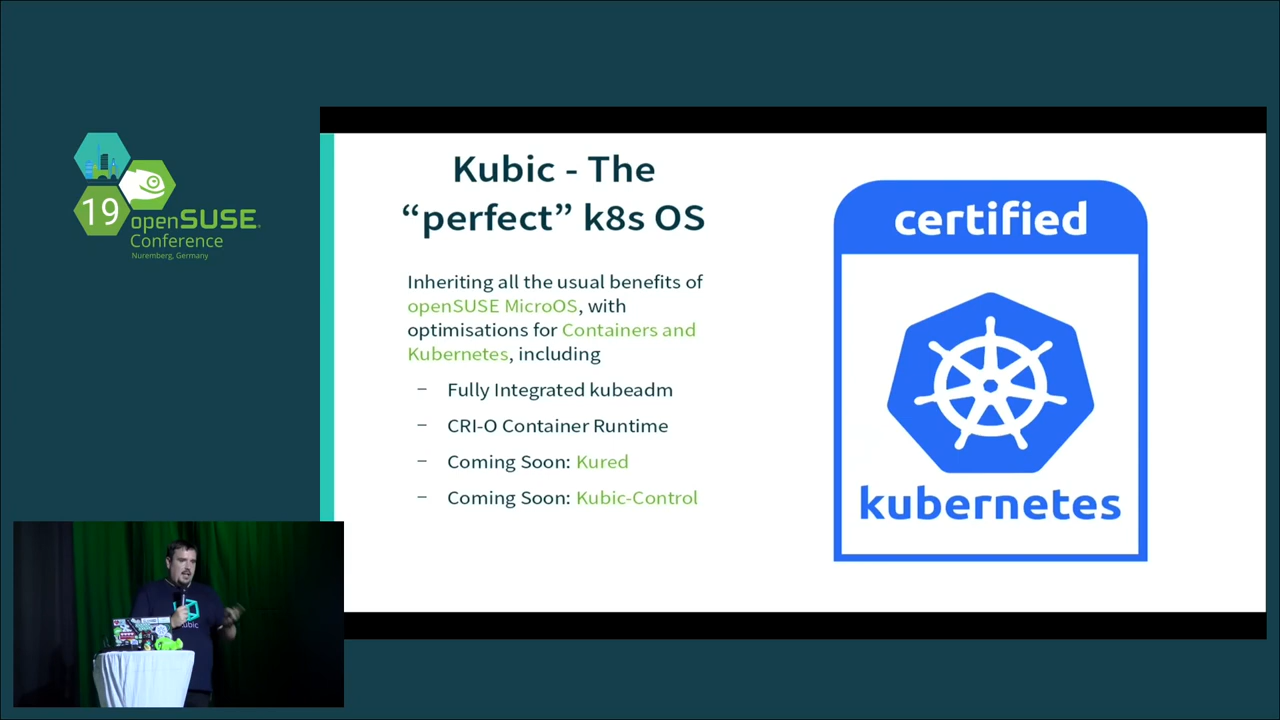 19
openSUSE
Conference
Nuremberg, Germany
Kubic - The
“perfect” k8s OS
Inheriting all the usual benefits of
openSUSE MicroOS, with
optimisations for Containers and
Kubernetes, including
– Fully Integrated kubeadm
– CRI-O Container Runtime
– Coming Soon: Kured
– Coming Soon: Kubic-Control
certified
kubernetes